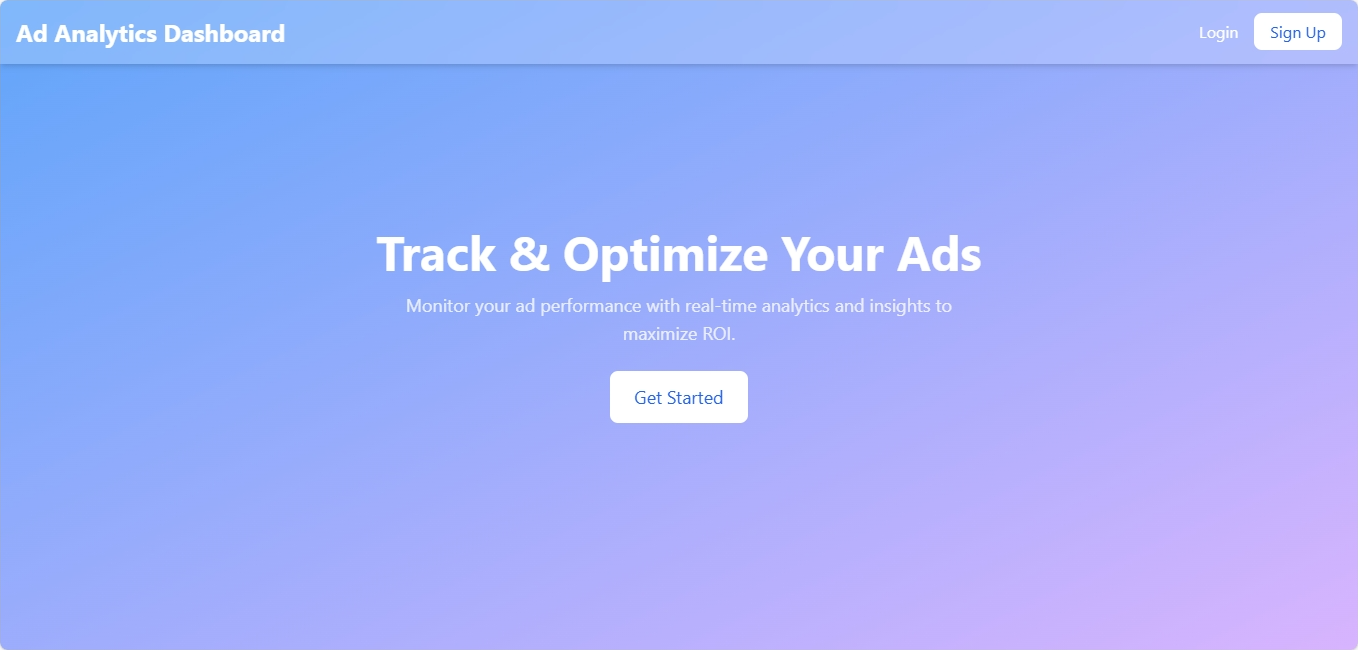 Ad Analytics Dashboard
Login
Sign Up
Track & Optimize Your Ads
Monitor your ad performance with real-time analytics and insights to
maximize ROI.
Get Started